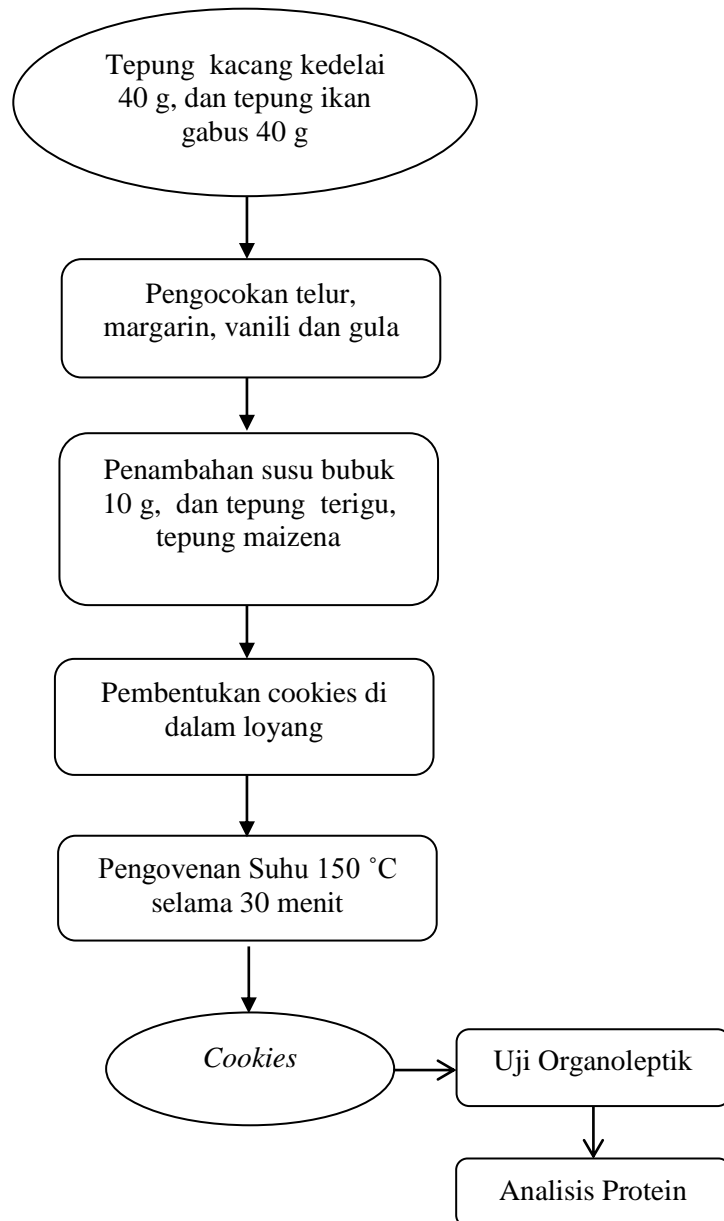 Tepung kacang kedelai
40 g, dan tepung ikan
gabus 40 g
Pengocokan telur,
margarin, vanili dan gula
Penambahan susu bubuk
10 g, dan tepung terigu,
tepung maizena
Pembentukan cookies di
dalam loyang
Pengovenan Suhu 150 ˚C
selama 30 menit
Cookies
Uji Organoleptik
Analisis Protein